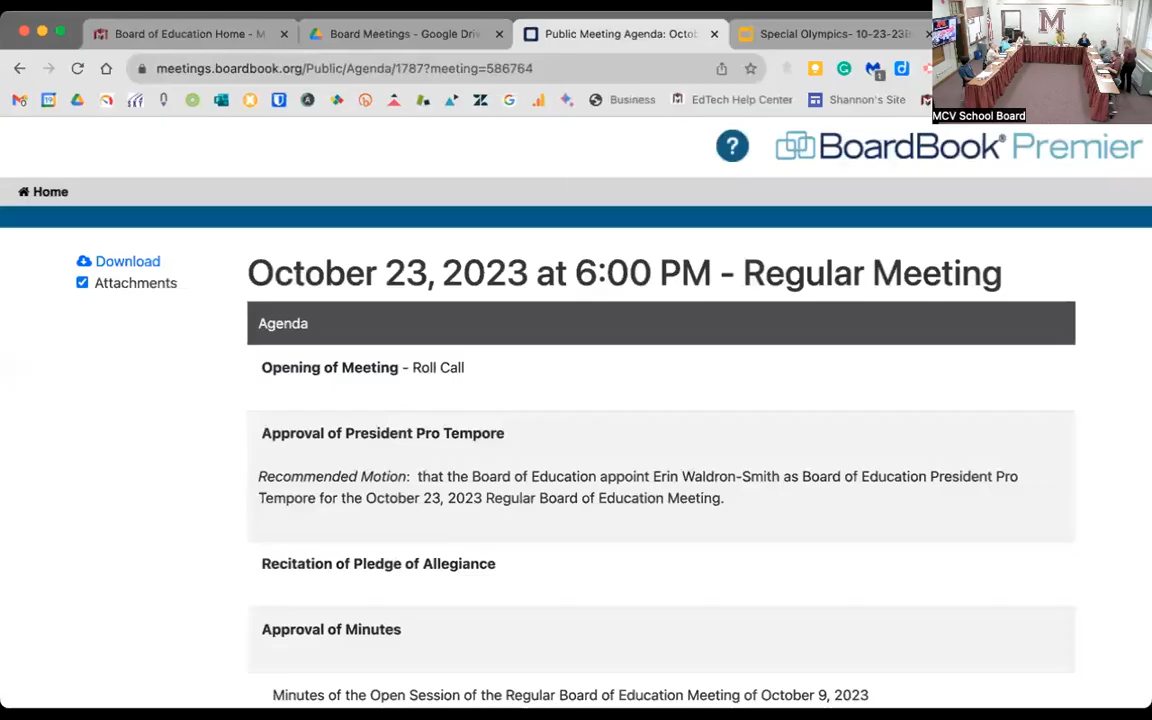 Board of Education Home - M
Board Meetings - Google Driv
Public Meeting Agenda: Octob
Special Olympics- 10-23-23
meetings.boardbook.org/Public/Agenda/1787?meeting=586764
Business
EdTech Help Center
Shannon's Site
M
MCV School Board
? BoardBook® Premier
Home
Download
Attachments
October 23, 2023 at 6:00 PM - Regular Meeting
Agenda
Opening of Meeting - Roll Call
Approval of President Pro Tempore
Recommended Motion: that the Board of Education appoint Erin Waldron-Smith as Board of Education President Pro
Tempore for the October 23, 2023 Regular Board of Education Meeting.
Recitation of Pledge of Allegiance
Approval of Minutes
Minutes of the Open Session of the Regular Board of Education Meeting of October 9, 2023